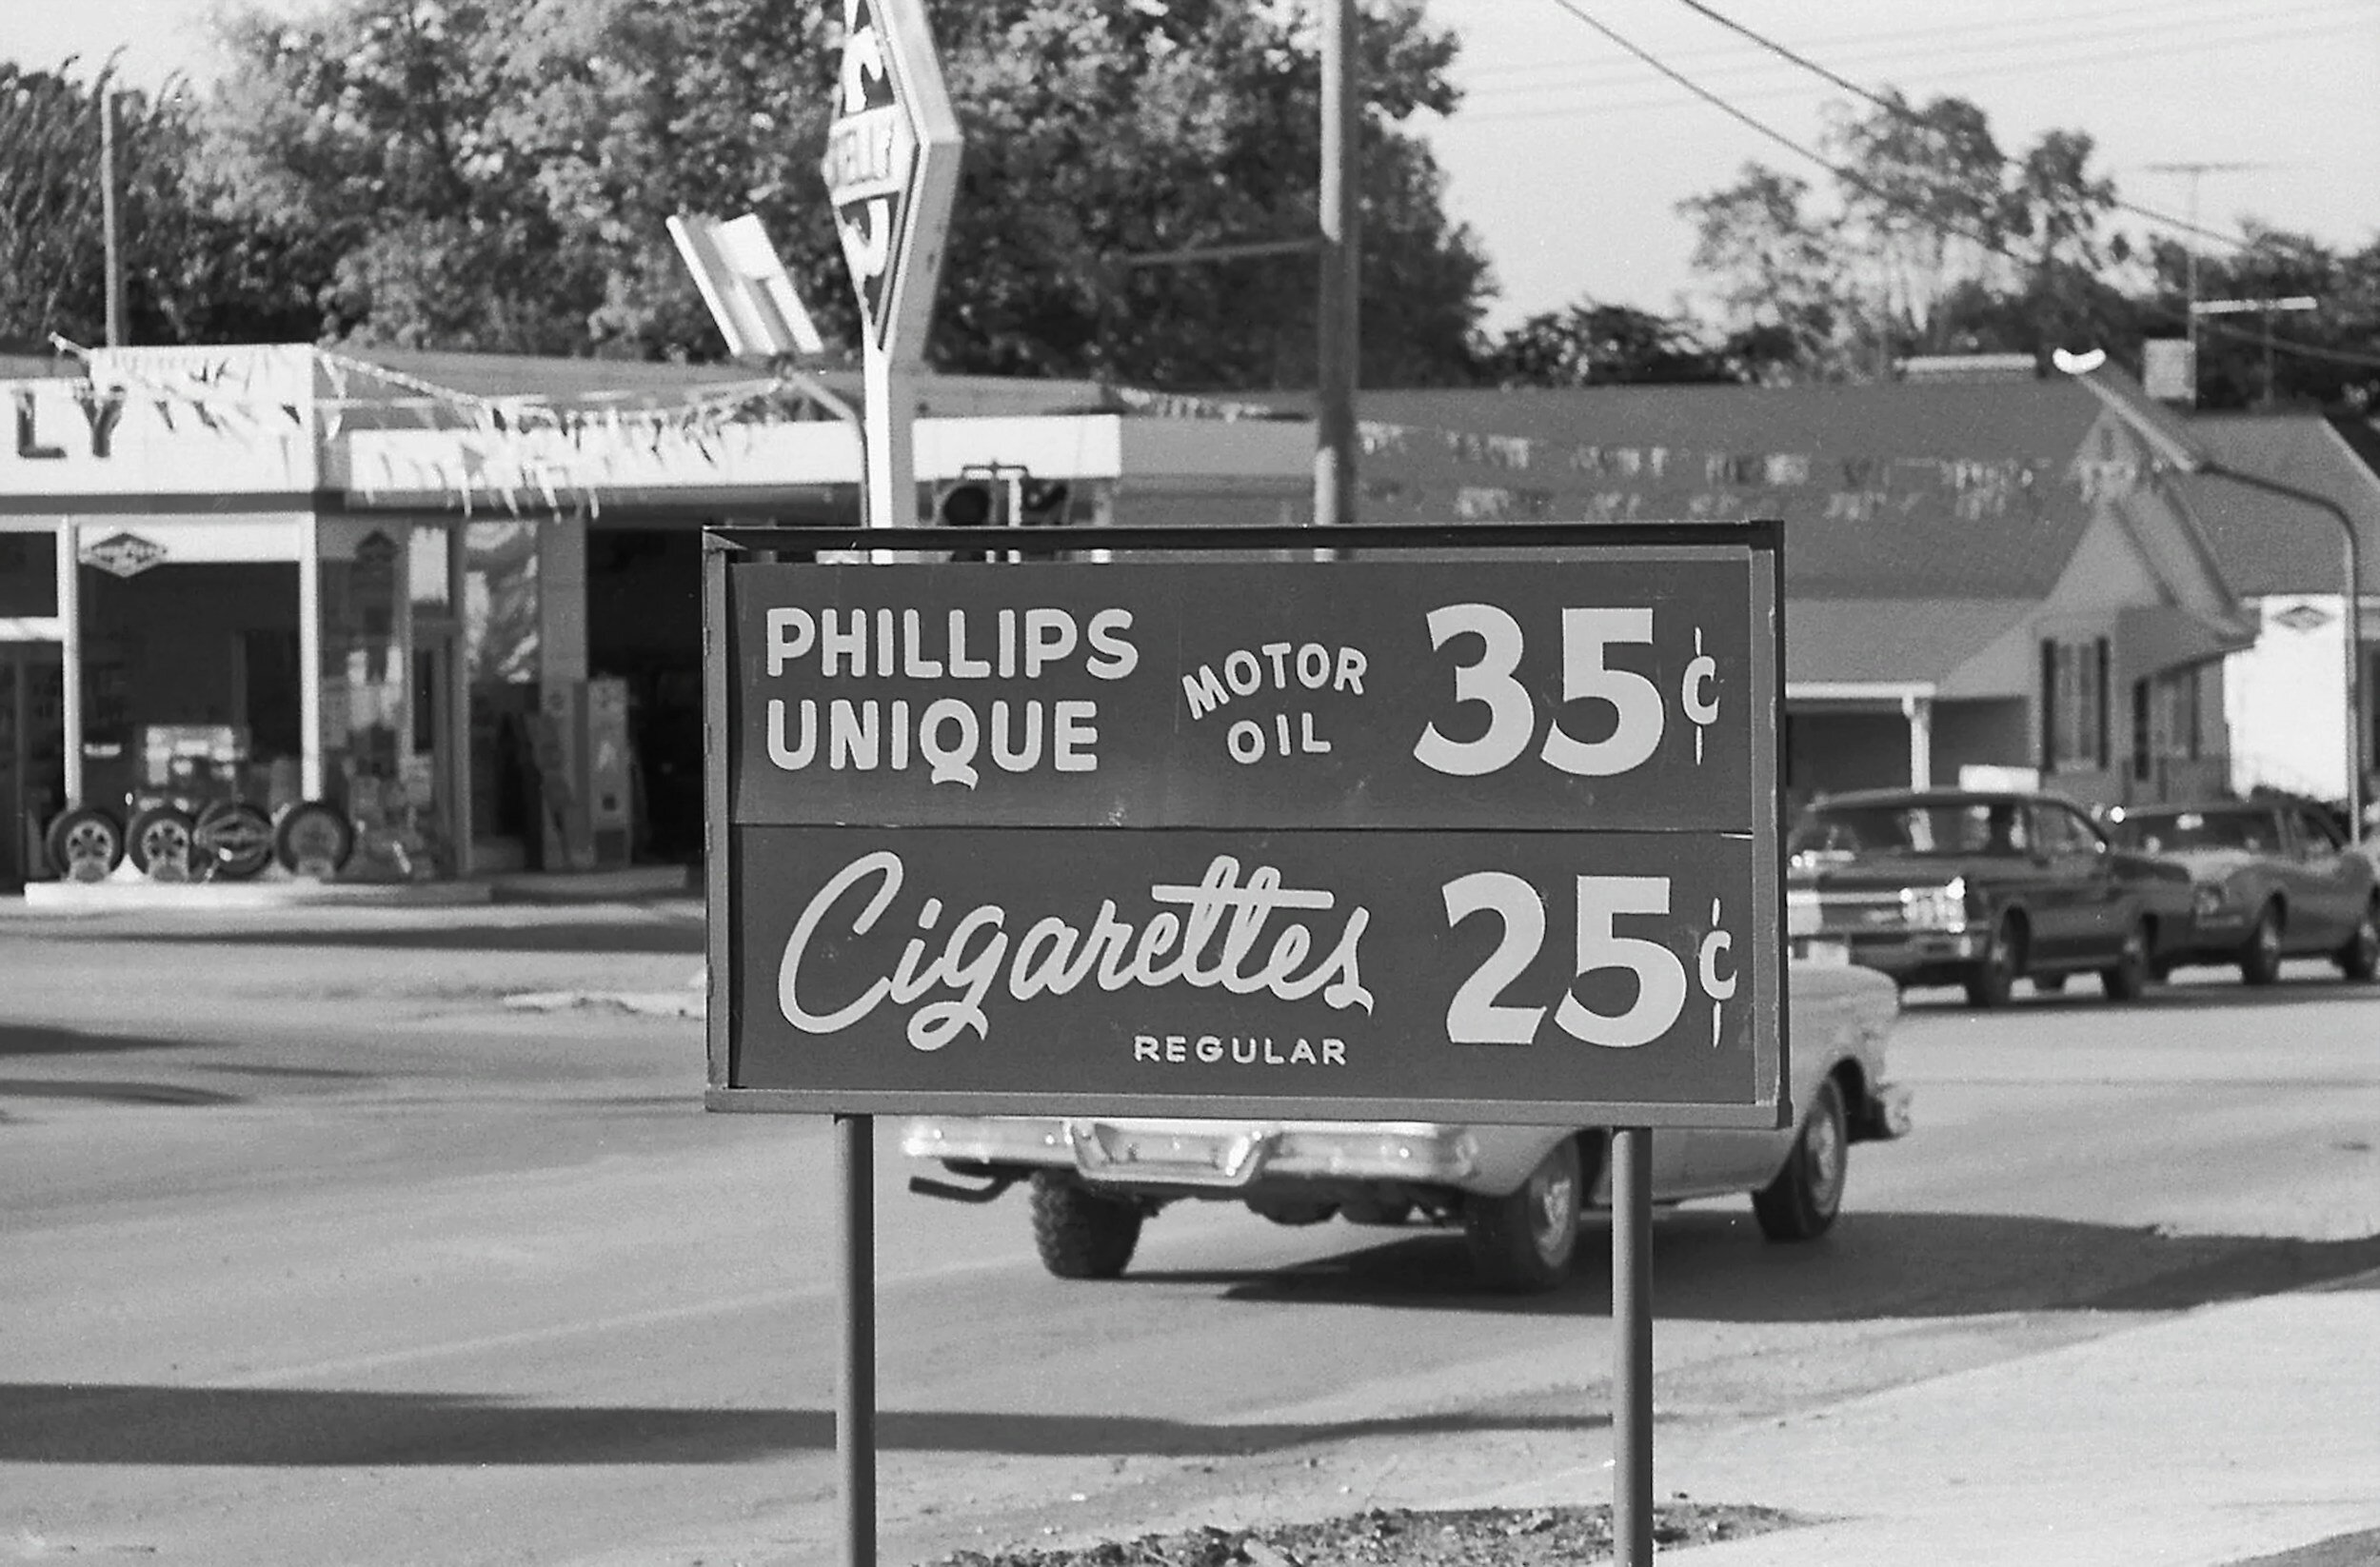 LY
PHILLIPS
UNIQUE
MOTOR
OIL
35¢
Cigarettes
REGULAR
25¢